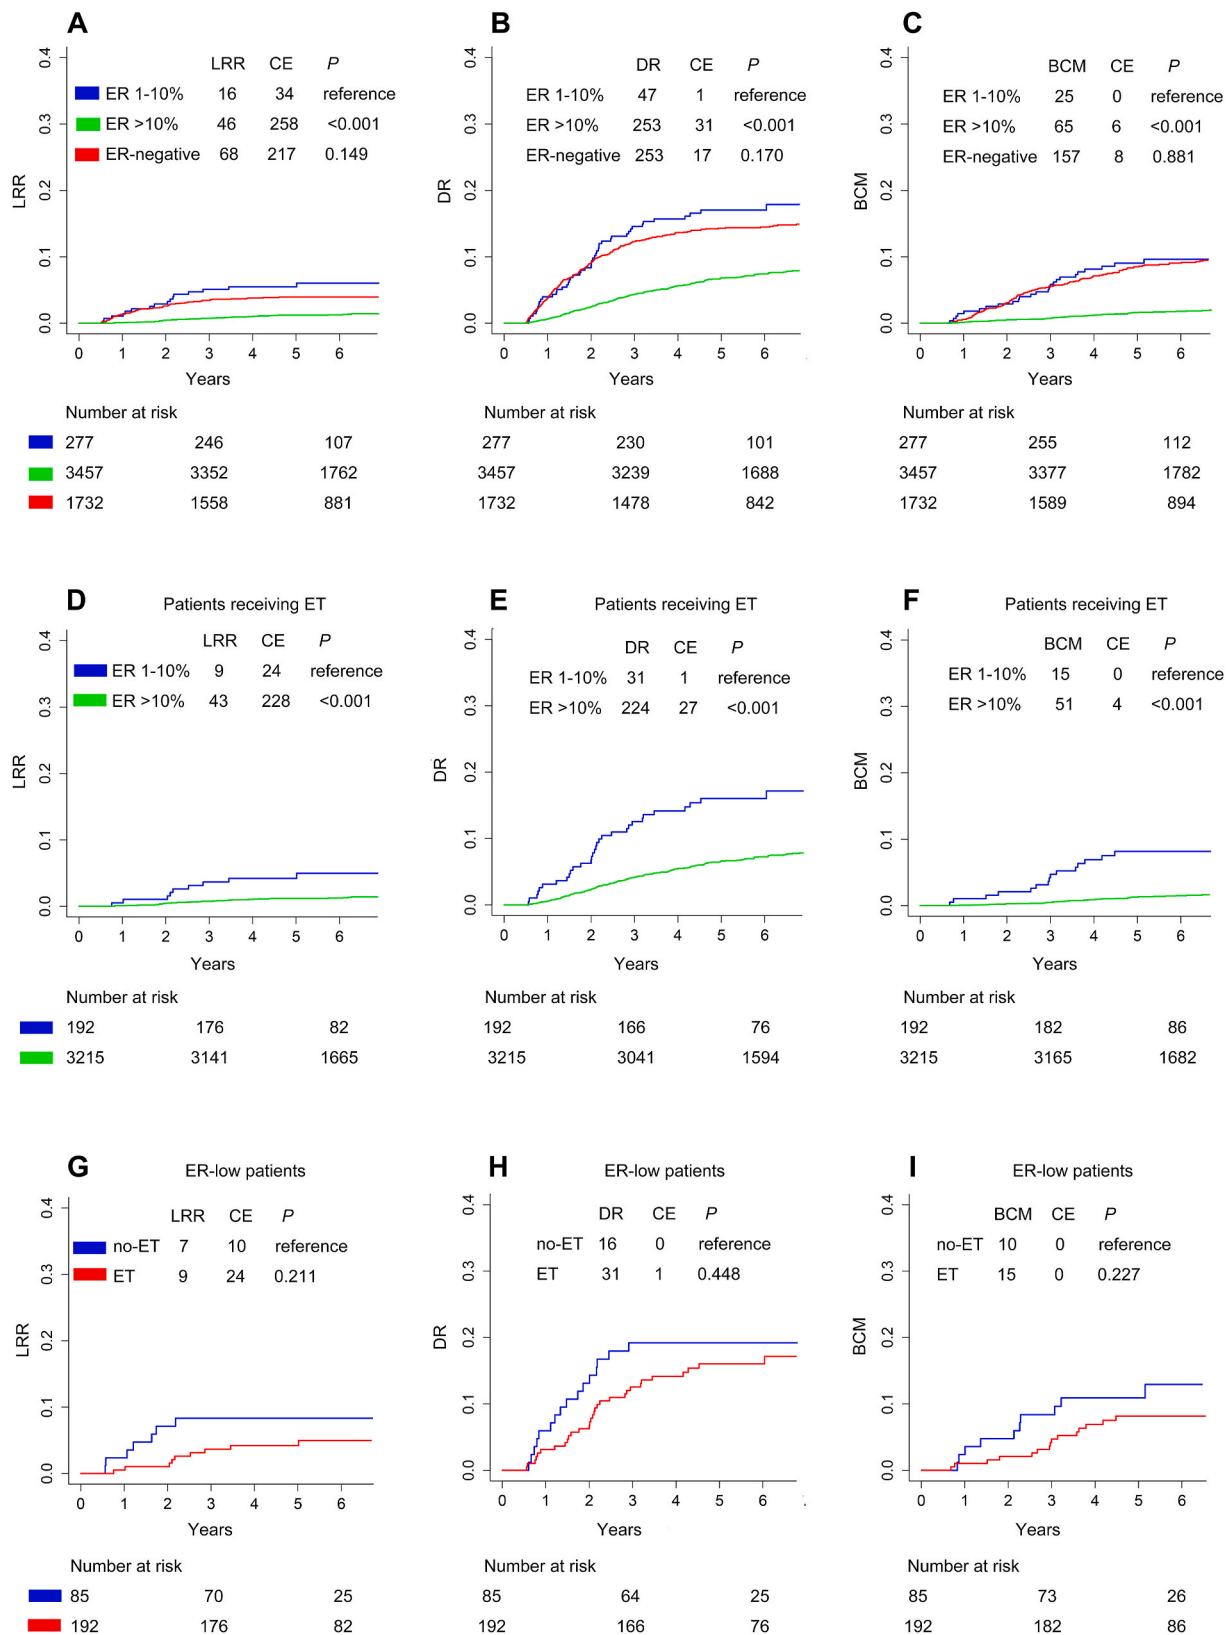 A
LRR CE P
ER 1-10% 16 34 reference
ER >10% 46 258 <0.001
ER-negative 68 217 0.149
0.4
0.3
0.2
0.1
0.0
LRR
0 1 2 3 4 5 6
Years
Number at risk
277 246 107
3457 3352 1762
1732 1558 881
B
DR CE P
ER 1-10% 47 1 reference
ER >10% 253 31 <0.001
ER-negative 253 17 0.170
0.4
0.3
0.2
0.1
0.0
DR
0 1 2 3 4 5 6
Years
Number at risk
277 230 101
3457 3239 1688
1732 1478 842
C
BCM CE P
ER 1-10% 25 0 reference
ER >10% 65 6 <0.001
ER-negative 157 8 0.881
0.4
0.3
0.2
0.1
0.0
BCM
0 1 2 3 4 5 6
Years
Number at risk
277 255 112
3457 3377 1782
1732 1589 894
D
Patients receiving ET
LRR CE P
ER 1-10% 9 24 reference
ER >10% 43 228 <0.001
0.4
0.3
0.2
0.1
0.0
LRR
0 1 2 3 4 5 6
Years
Number at risk
192 176 82
3215 3141 1665
E
Patients receiving ET
DR CE P
ER 1-10% 31 1 reference
ER >10% 224 27 <0.001
0.4
0.3
0.2
0.1
0.0
DR
0 1 2 3 4 5 6
Years
Number at risk
192 166 76
3215 3041 1594
F
Patients receiving ET
BCM CE P
ER 1-10% 15 0 reference
ER >10% 51 4 <0.001
0.4
0.3
0.2
0.1
0.0
BCM
0 1 2 3 4 5 6
Years
Number at risk
192 182 86
3215 3165 1682
G
ER-low patients
LRR CE P
no-ET 7 10 reference
ET 9 24 0.211
0.4
0.3
0.2
0.1
0.0
LRR
0 1 2 3 4 5 6
Years
Number at risk
85 70 25
192 176 82
H
ER-low patients
DR CE P
no-ET 16 0 reference
ET 31 1 0.448
0.4
0.3
0.2
0.1
0.0
DR
0 1 2 3 4 5 6
Years
Number at risk
85 64 25
192 166 76
I
ER-low patients
BCM CE P
no-ET 10 0 reference
ET 15 0 0.227
0.4
0.3
0.2
0.1
0.0
BCM
0 1 2 3 4 5 6
Years
Number at risk
85 73 26
192 182 86